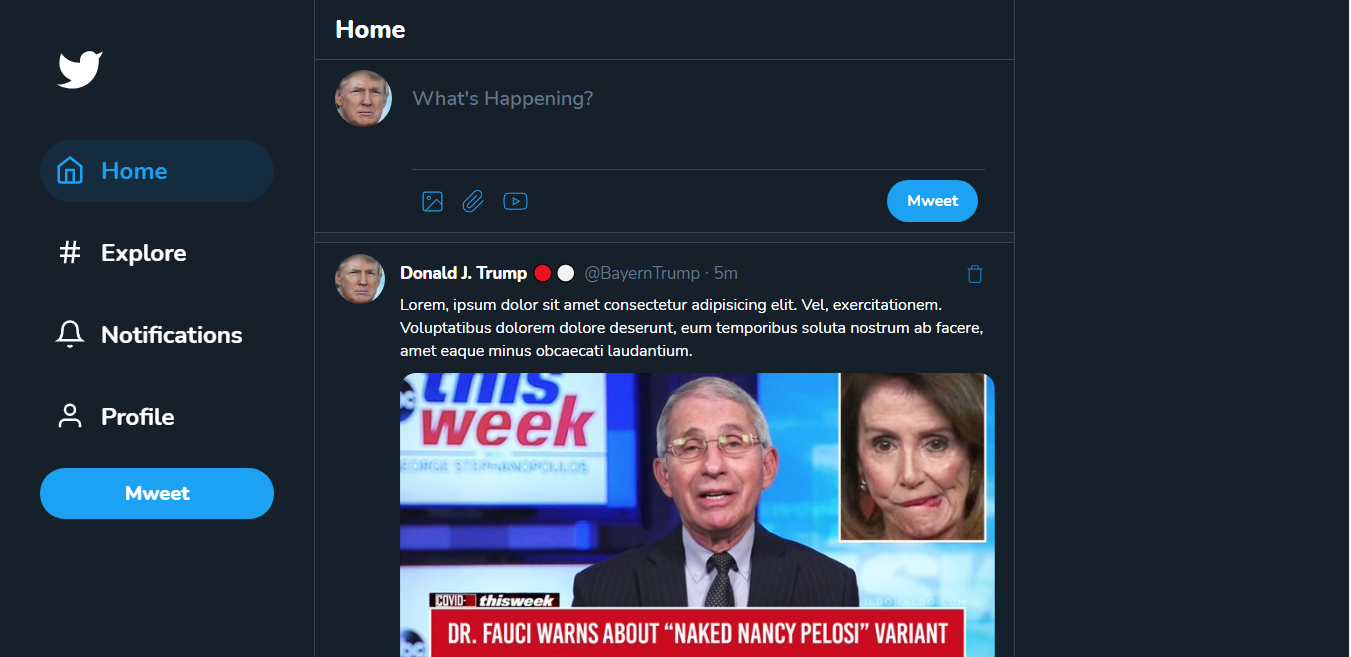 Home
What's Happening?
Home
Mweet
Explore
Donald J. Trump @BayernTrump · 5m
Lorem, ipsum dolor sit amet consectetur adipisicing elit. Vel, exercitationem.
Voluptatibus dolorem dolore deserunt, eum temporibus soluta nostrum ab facere,
amet eaque minus obcaecati laudantium.
Notifications
Profile
Mweet
this
week
WITH
GEORGE STEPHANOPOULOS
COVID- thisweek
DR. FAUCI WARNS ABOUT “NAKED NANCY PELOSI” VARIANT